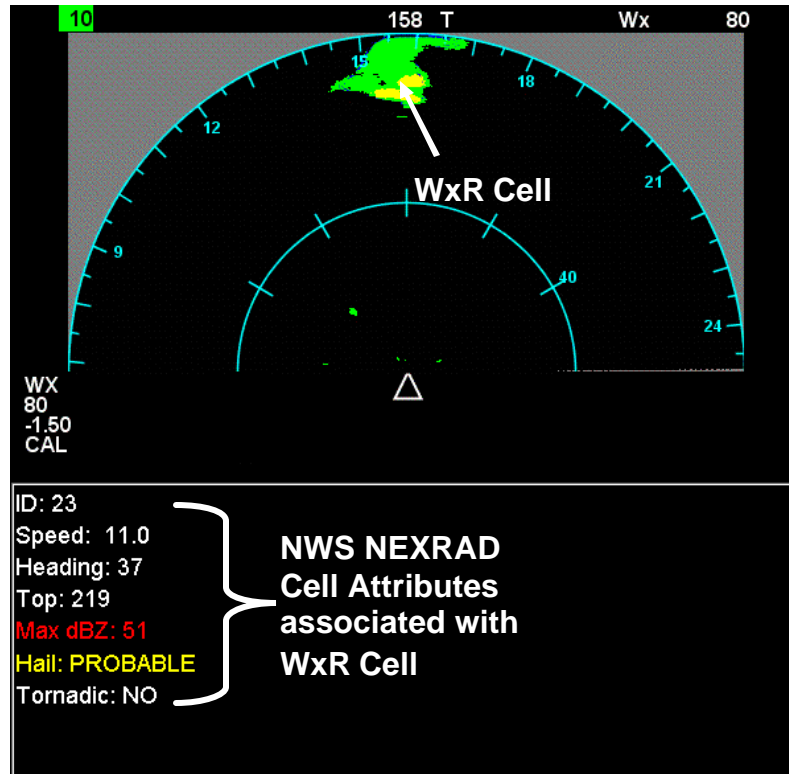 10 158 T Wx 80
15
18
12
21
WxR Cell
9
40
24
WX
80
-1.50
CAL
ID: 23
Speed: 11.0
Heading: 37
Top: 219
Max dBZ: 51
Hail: PROBABLE
Tornadic: NO
NWS NEXRAD
Cell Attributes
associated with
WxR Cell